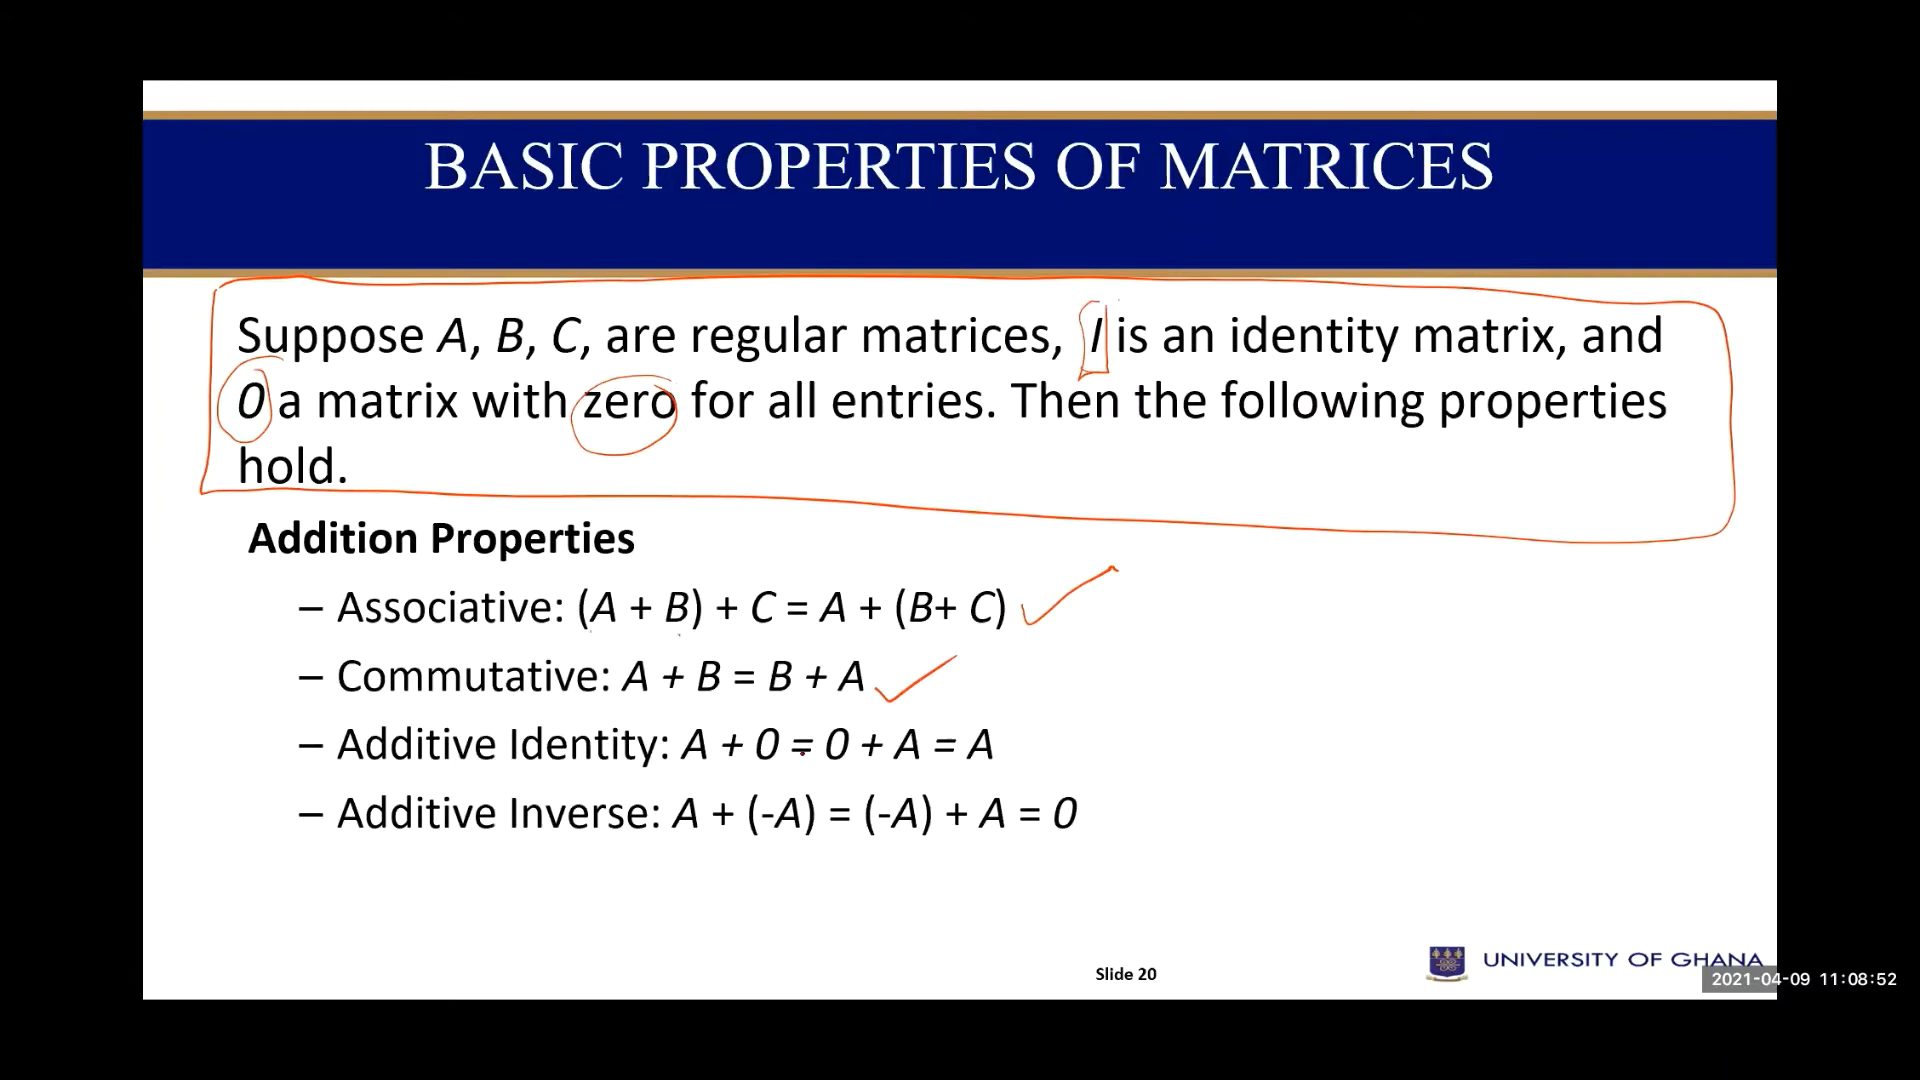 BASIC PROPERTIES OF MATRICES
Suppose A, B, C, are regular matrices, I is an identity matrix, and
0 a matrix with zero for all entries. Then the following properties
hold.
Addition Properties
– Associative: (A + B) + C = A + (B+ C)
– Commutative: A + B = B + A
– Additive Identity: A + 0 = 0 + A = A
– Additive Inverse: A + (-A) = (-A) + A = 0
Slide 20
UNIVERSITY OF GHANA
2021-04-09 11:08:52